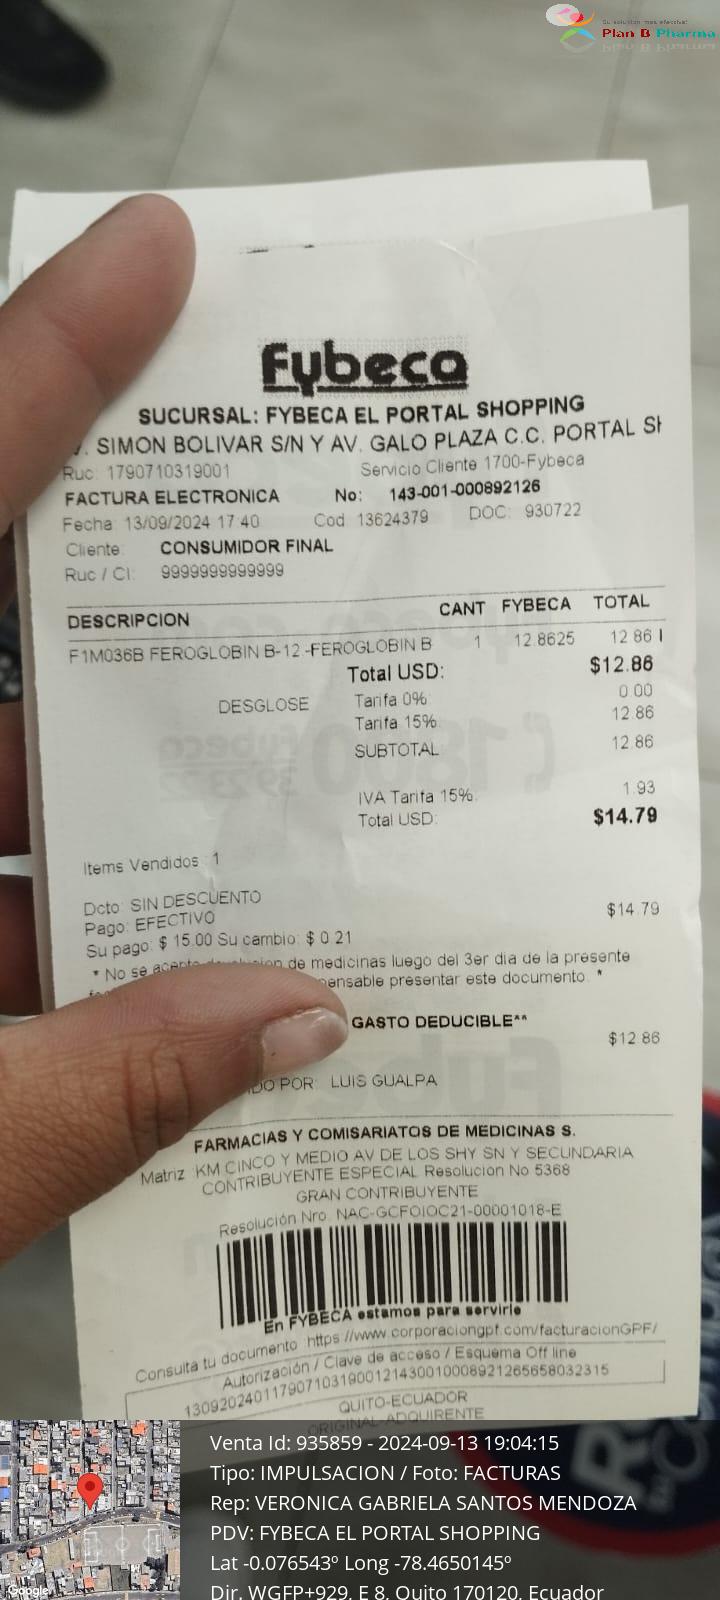 Su solucion mas efectiva!
Plan B Pharma
Fybeca
SUCURSAL: FYBECA EL PORTAL SHOPPING
. SIMON BOLIVAR S/N Y AV. GALO PLAZA C.C. PORTAL SH
Ruc: 1790710319001 Servicio Cliente 1700-Fybeca
FACTURA ELECTRONICA No: 143-001-000892126
Fecha: 13/09/2024 17:40 Cod 13624379 DOC: 930722
Cliente: CONSUMIDOR FINAL
Ruc / CI: 9999999999999
DESCRIPCION CANT FYBECA TOTAL
F1M036B FEROGLOBIN B-12 -FEROGLOBIN B 1 12.8625 12.86 I
Total USD: $12.86
DESGLOSE Tarifa 0% 0.00
Tarifa 15% 12.86
SUBTOTAL 12.86
IVA Tarifa 15%: 1.93
Total USD: $14.79
Items Vendidos :1
Dcto: SIN DESCUENTO $14.79
Pago: EFECTIVO
Su pago: $ 15.00 Su cambio: $ 0.21
* No se acepta de medicinas luego del 3er dia de la presente
presentar este documento. *
GASTO DEDUCIBLE**
$12.86
POR: LUIS GUALPA
FARMACIAS Y COMISARIATOS DE MEDICINAS S.
Matriz KM CINCO Y MEDIO AV DE LOS SHY SN Y SECUNDARIA
CONTRIBUYENTE ESPECIAL Resolucion No 5368
GRAN CONTRIBUYENTE
Resolución Nro. NAC-GCFOIOC21-00001018-E
En FYBECA estamos para servirle
Consulta tu documento :https://www.corporaciongpf.com/facturacionGPF/
Autorización / Clave de acceso / Esquema Off line
1309202401179071031900121430010008921265658032315
QUITO-ECUADOR
ORIGINAL ADQUIRENTE
Google
Venta Id: 935859 - 2024-09-13 19:04:15
Tipo: IMPULSACION / Foto: FACTURAS
Rep: VERONICA GABRIELA SANTOS MENDOZA
PDV: FYBECA EL PORTAL SHOPPING
Lat -0.076543º Long -78.4650145º
Dir. WGFP+929, E 8, Quito 170120, Ecuador